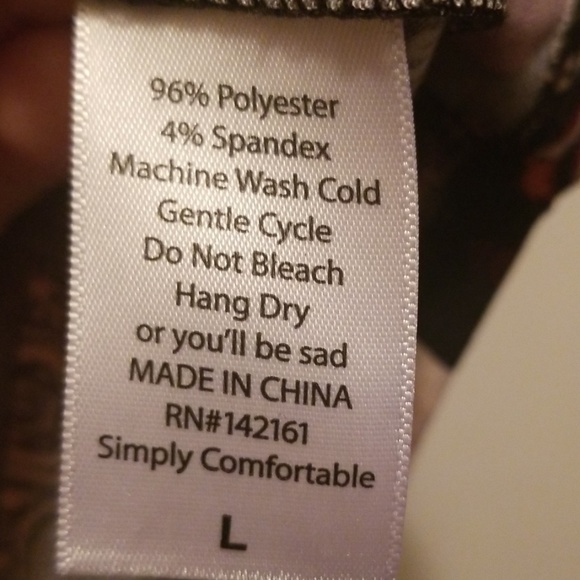 96% Polyester
4% Spandex
Machine Wash Cold
Gentle Cycle
Do Not Bleach
Hang Dry
or you'll be sad
MADE IN CHINA
RN#142161
Simply Comfortable
L